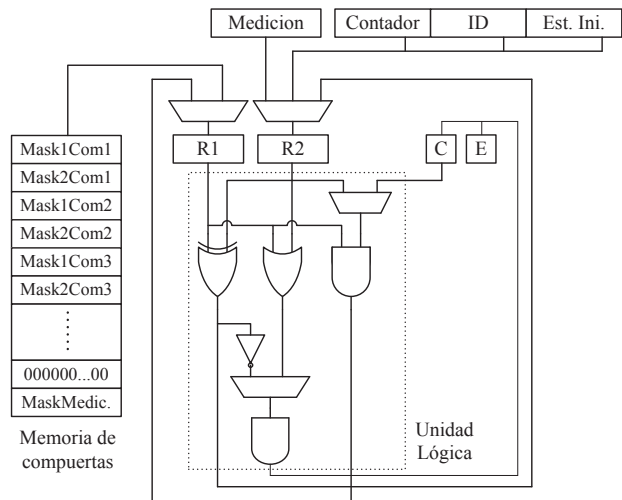 Medicion
Contador
ID
Est. Ini.
R1
R2
C
E
Mask1Com1
Mask2Com1
Mask1Com2
Mask2Com2
Mask1Com3
Mask2Com3
000000...00
MaskMedic.
Memoria de
compuertas
Unidad
Lógica